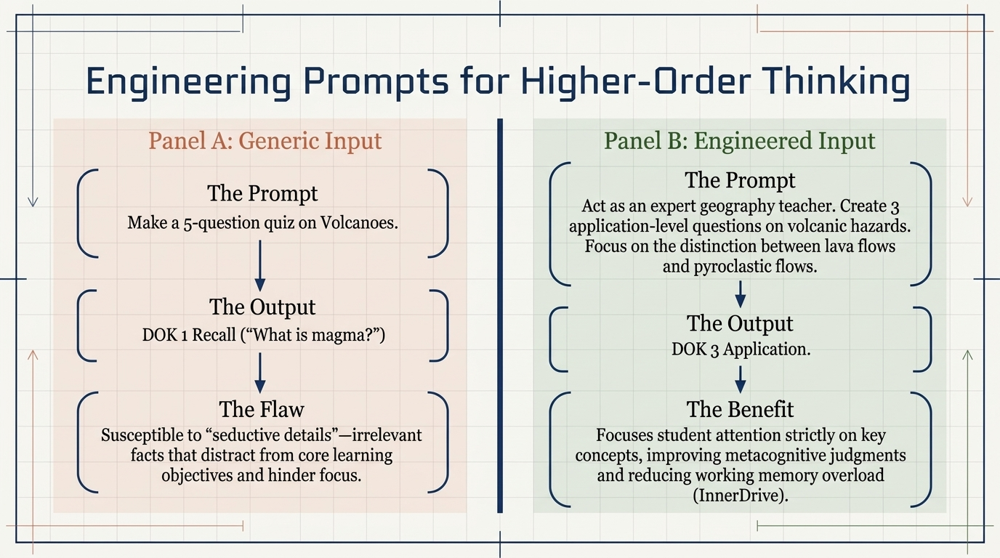 Engineering Prompts for Higher-Order Thinking
Panel A: Generic Input
The Prompt
Make a 5-question quiz on Volcanoes.
The Output
DOK 1 Recall (“What is magma?”)
The Flaw
Susceptible to “seductive details”—irrelevant
facts that distract from core learning
objectives and hinder focus.
Panel B: Engineered Input
The Prompt
Act as an expert geography teacher. Create 3
application-level questions on volcanic hazards.
Focus on the distinction between lava flows
and pyroclastic flows.
The Output
DOK 3 Application.
The Benefit
Focuses student attention strictly on key
concepts, improving metacognitive judgments
and reducing working memory overload
(InnerDrive).